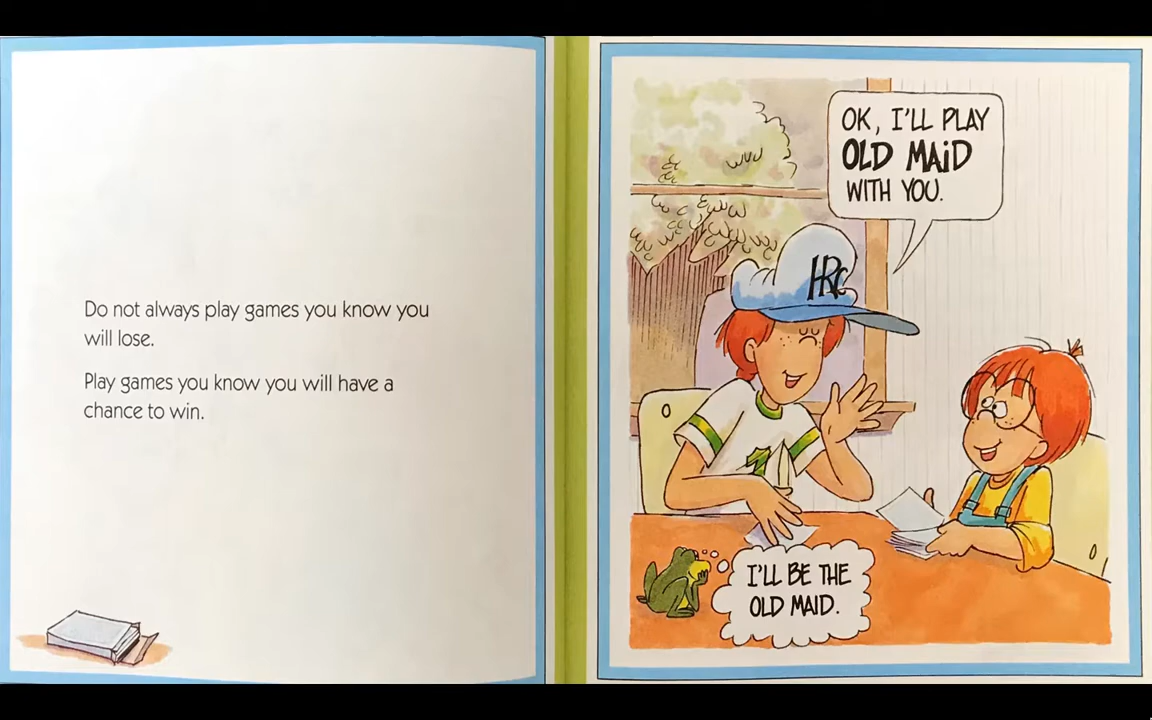 Do not always play games you know you
will lose.
Play games you know you will have a
chance to win.
OK, I'LL PLAY
OLD MAiD
WITH YOU.
HRC
I'LL BE THE
OLD MAID.